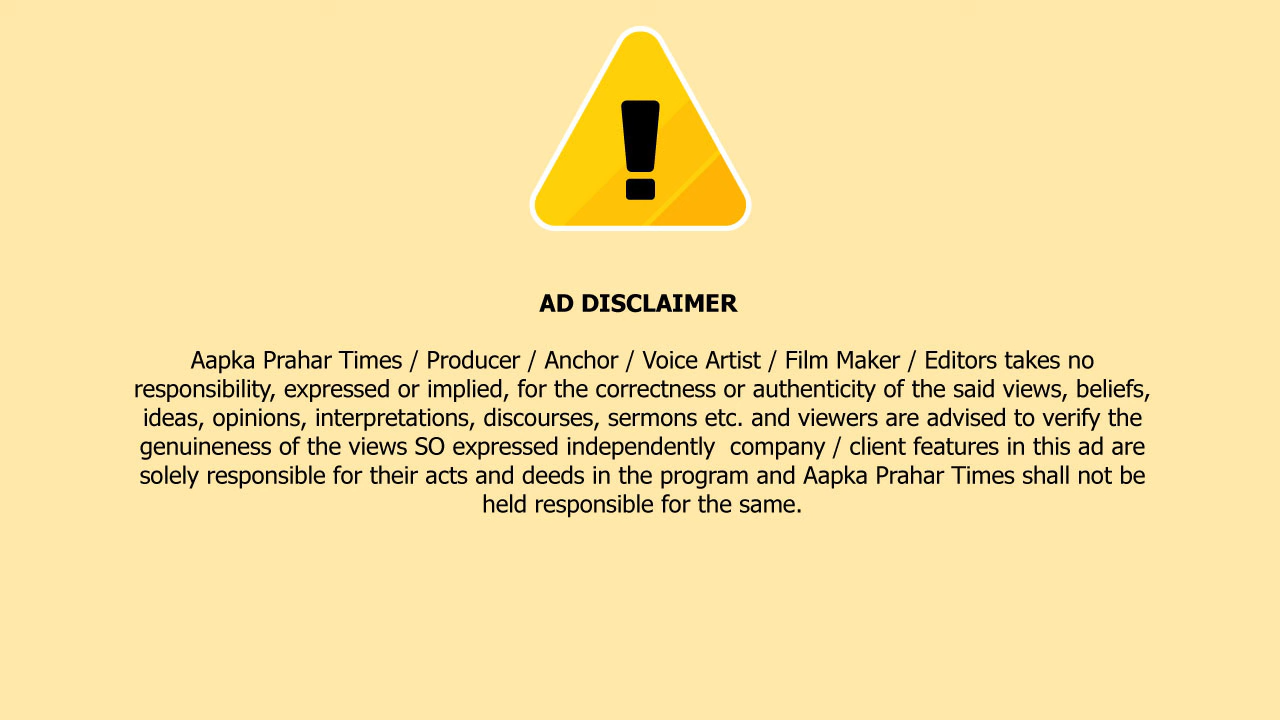 AD DISCLAIMER
Aapka Prahar Times / Producer / Anchor / Voice Artist / Film Maker / Editors takes no
responsibility, expressed or implied, for the correctness or authenticity of the said views, beliefs,
ideas, opinions, interpretations, discourses, sermons etc. and viewers are advised to verify the
genuineness of the views SO expressed independently  company / client features in this ad are
solely responsible for their acts and deeds in the program and Aapka Prahar Times shall not be
held responsible for the same.